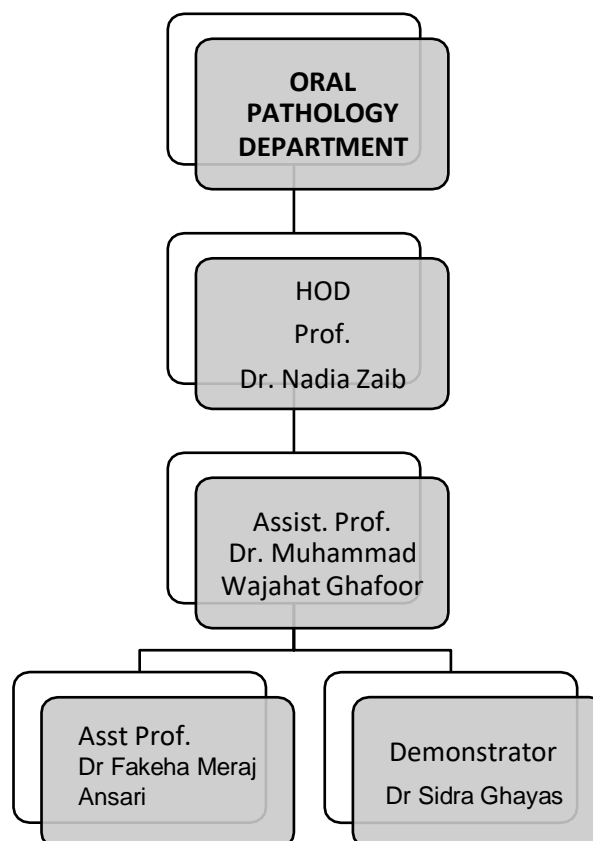 ORAL
PATHOLOGY
DEPARTMENT
HOD
Prof.
Dr. Nadia Zaib
Assist. Prof.
Dr. Muhammad
Wajahat Ghafoor
Asst Prof.
Dr Fakeha Meraj
Ansari
Demonstrator
Dr Sidra Ghayas